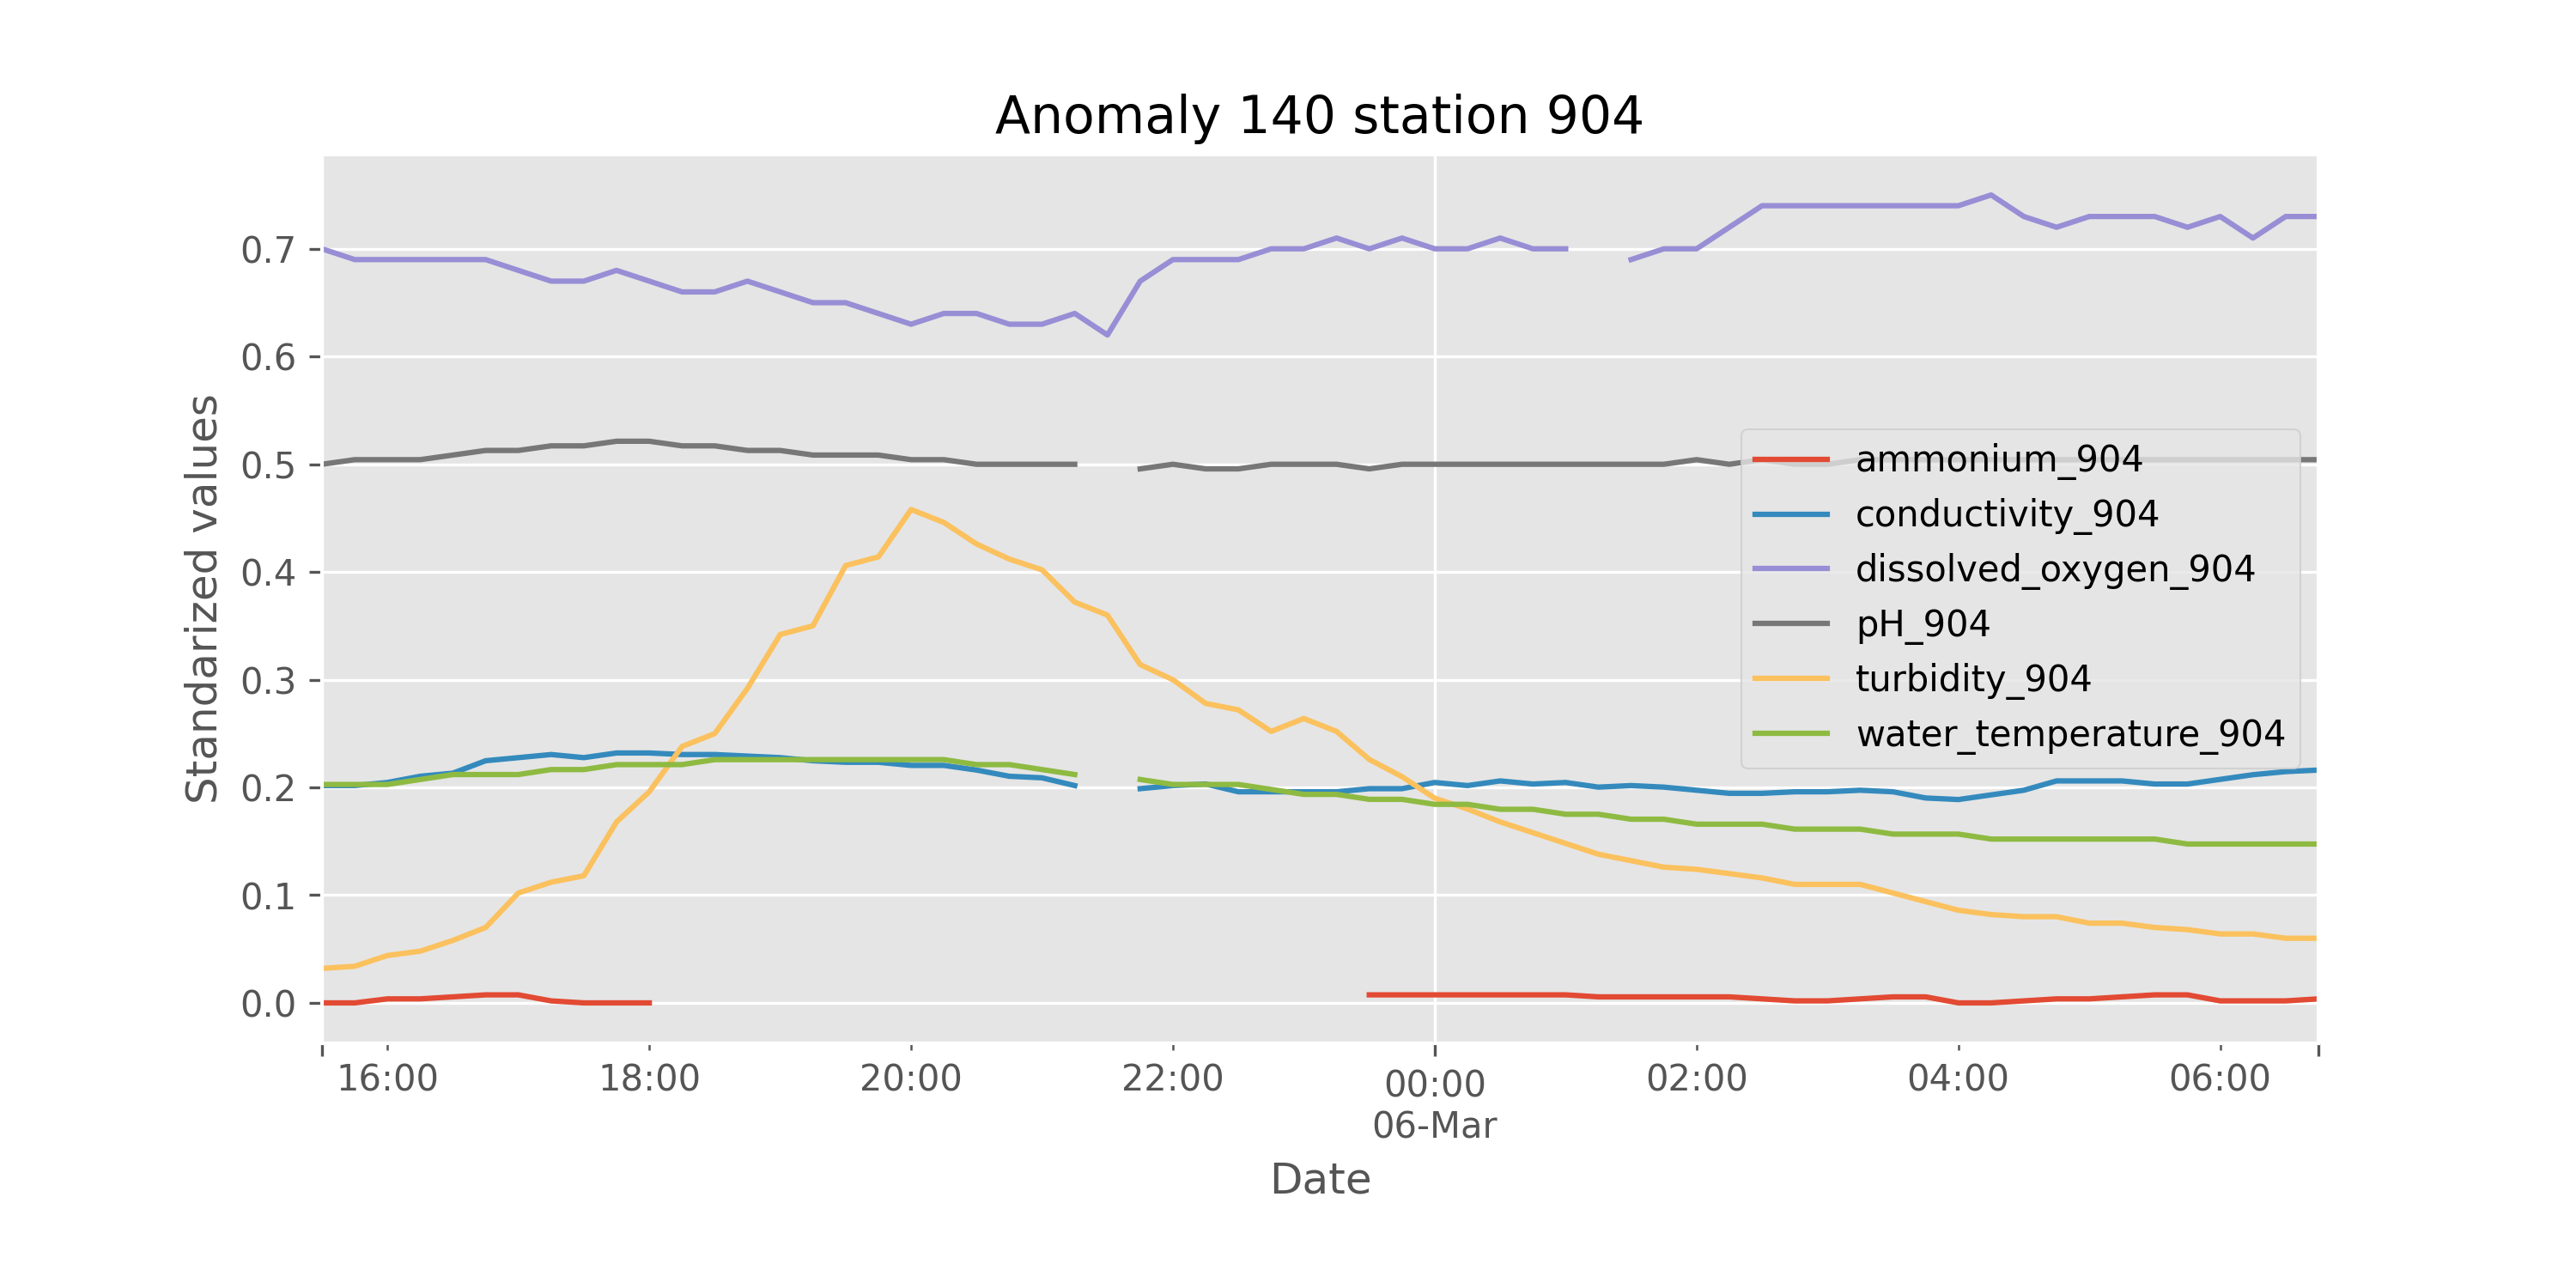 Anomaly 140 station 904
Standarized values
0.7
0.6
0.5
0.4
0.3
0.2
0.1
0.0
ammonium_904
conductivity_904
dissolved_oxygen_904
pH_904
turbidity_904
water_temperature_904
16:00 18:00 20:00 22:00 00:00 02:00 04:00 06:00
06-Mar
Date